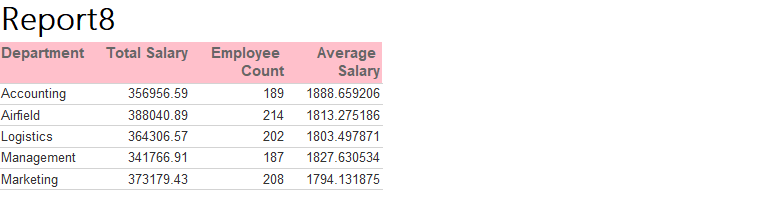 Report8
Department Total Salary Employee Count Average Salary
Accounting 356956.59 189 1888.659206
Airfield 388040.89 214 1813.275186
Logistics 364306.57 202 1803.497871
Management 341766.91 187 1827.630534
Marketing 373179.43 208 1794.131875